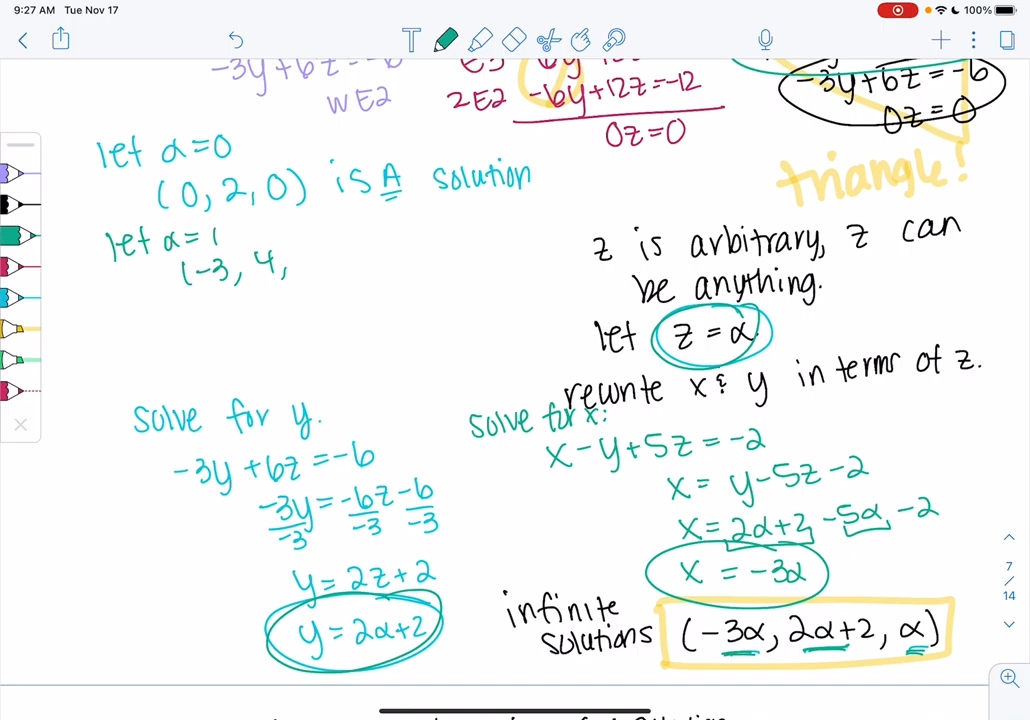 9:27 AM Tue Nov 17
100%
T
-3y+6z=-6
WE2
E3
2E2 -6y+12z=-12
0z=0
-3y+6z=-6
0z=0
triangle!
let α=0
(0, 2, 0) is A solution
let α=1
(-3, 4,
z is arbitrary, z can
be anything.
let z=α
rewrite x & y in terms of z.
solve for y.
-3y+6z=-6
-3y=-6z-6
-3 -3 -3
y=2z+2
y=2α+2
solve for x:
x-y+5z=-2
x= y-5z-2
x=2α+2-5α-2
x = -3α
infinite
solutions (-3α, 2α+2, α)
7
14